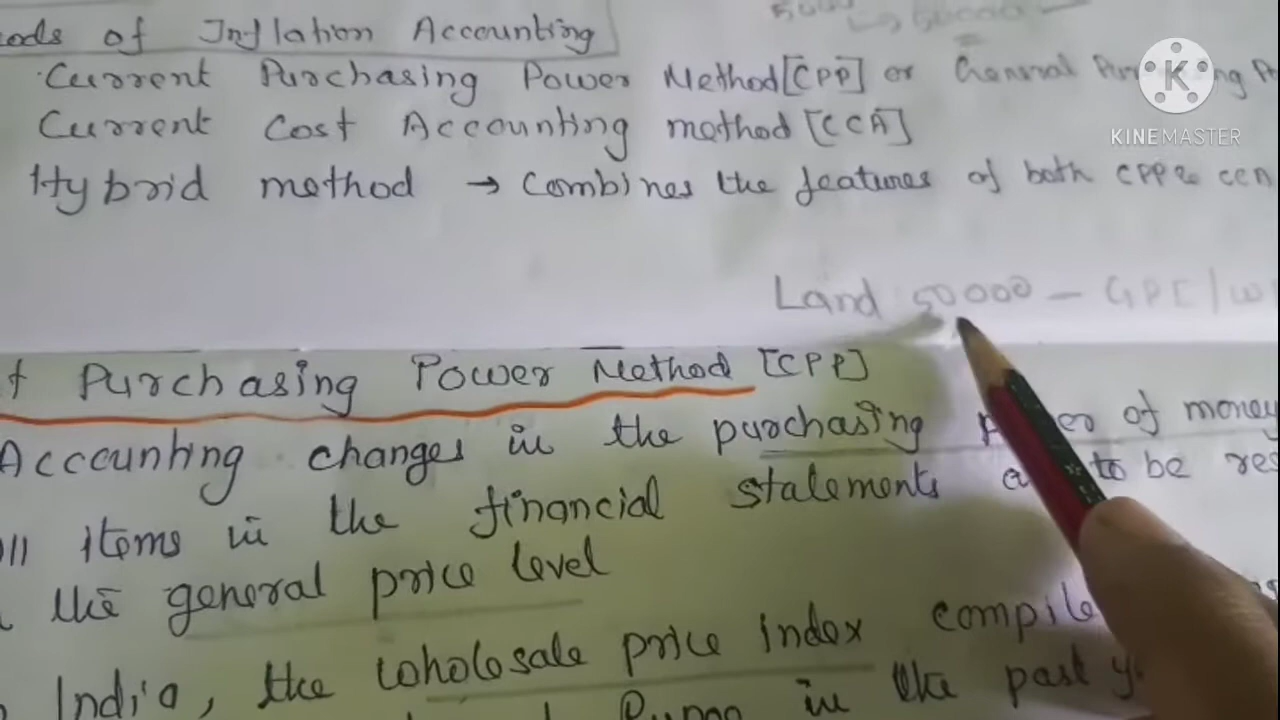 5000
ods of Inflation Accounting
Current Purchasing Power Method [CPP] or General
KINEMASTER
Current Cost Accounting method [CCA]
Hybrid method → Combines the features of both CPP & CCA
Land 50000 -
Purchasing Power Method [CPP]
Accounting changes in the purchasing of money
items in the financial statements to be
the general price level
India, the wholesale price index
in the past